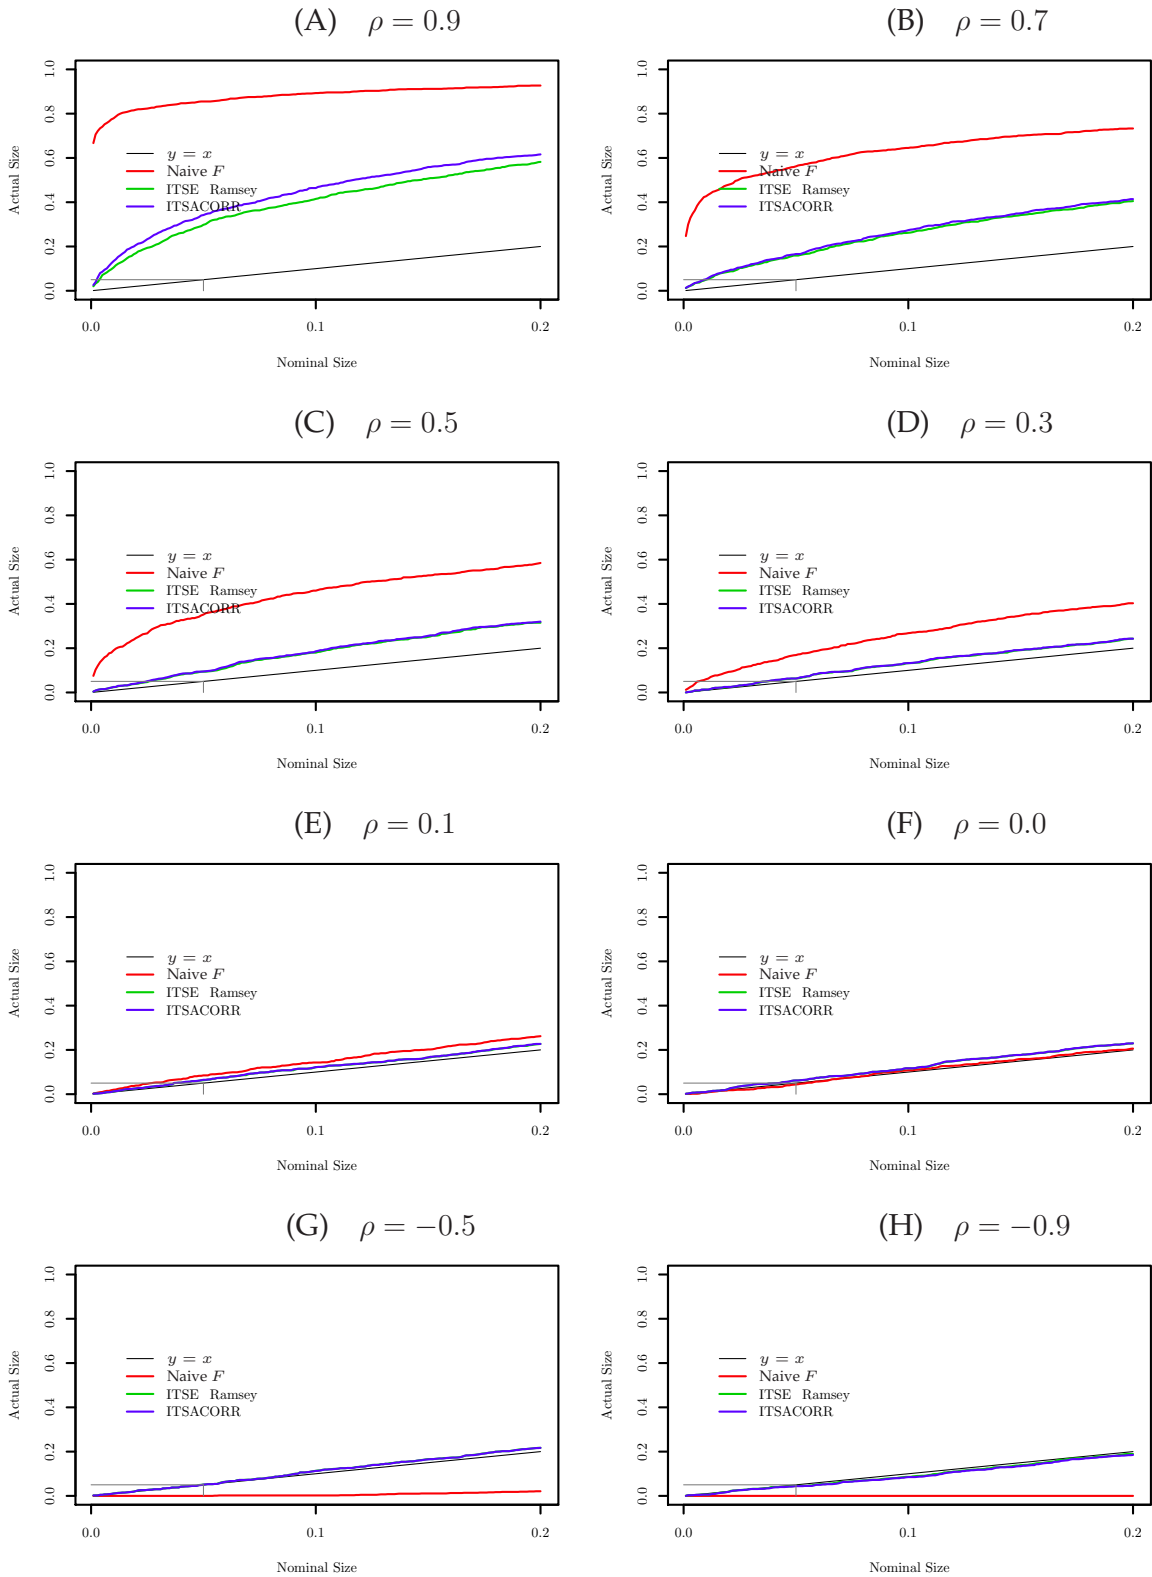 (A) ρ = 0.9
1.0
0.8
0.6
0.4
0.2
0.0
Actual Size
y = x
Naive F
ITSE Ramsey
ITSACORR
0.0 0.1 0.2
Nominal Size
(B) ρ = 0.7
1.0
0.8
0.6
0.4
0.2
0.0
Actual Size
y = x
Naive F
ITSE Ramsey
ITSACORR
0.0 0.1 0.2
Nominal Size
(C) ρ = 0.5
1.0
0.8
0.6
0.4
0.2
0.0
Actual Size
y = x
Naive F
ITSE Ramsey
ITSACORR
0.0 0.1 0.2
Nominal Size
(D) ρ = 0.3
1.0
0.8
0.6
0.4
0.2
0.0
Actual Size
y = x
Naive F
ITSE Ramsey
ITSACORR
0.0 0.1 0.2
Nominal Size
(E) ρ = 0.1
1.0
0.8
0.6
0.4
0.2
0.0
Actual Size
y = x
Naive F
ITSE Ramsey
ITSACORR
0.0 0.1 0.2
Nominal Size
(F) ρ = 0.0
1.0
0.8
0.6
0.4
0.2
0.0
Actual Size
y = x
Naive F
ITSE Ramsey
ITSACORR
0.0 0.1 0.2
Nominal Size
(G) ρ = −0.5
1.0
0.8
0.6
0.4
0.2
0.0
Actual Size
y = x
Naive F
ITSE Ramsey
ITSACORR
0.0 0.1 0.2
Nominal Size
(H) ρ = −0.9
1.0
0.8
0.6
0.4
0.2
0.0
Actual Size
y = x
Naive F
ITSE Ramsey
ITSACORR
0.0 0.1 0.2
Nominal Size